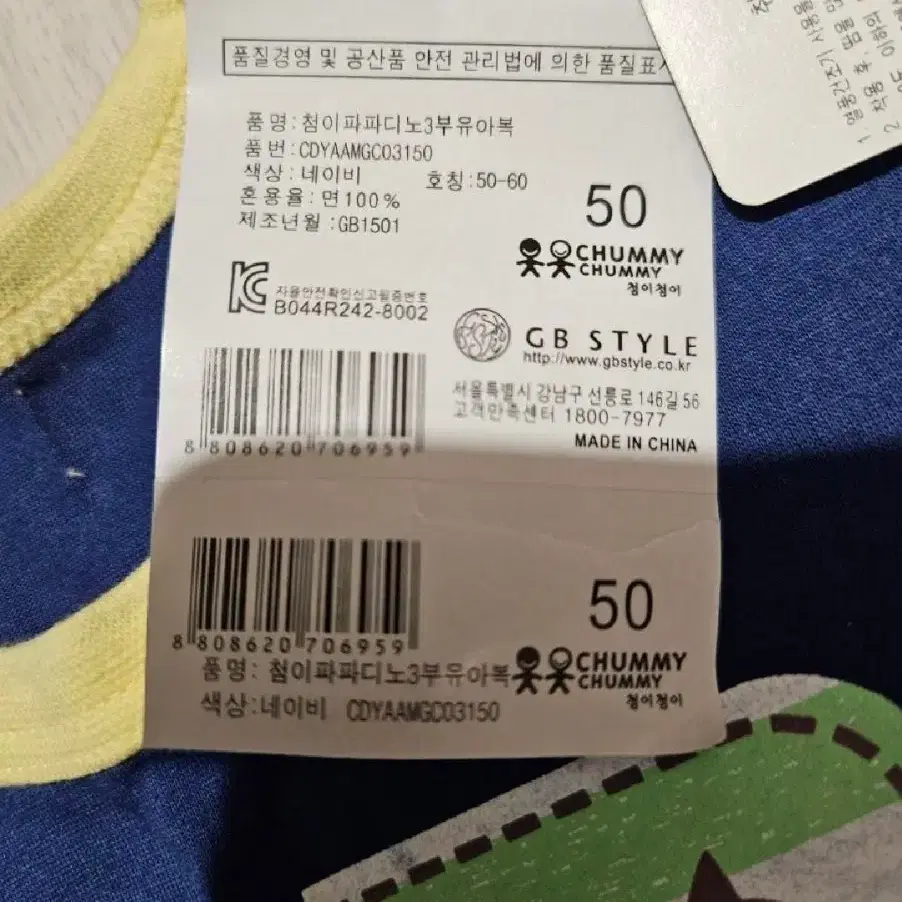 품질경영 및 공산품 안전 관리법에 의한 품질표시
품 명:첨이파파디노3부유아복
품 번:CDYAAMGC03150
색상:네이비 호칭:50-60
혼용율:면100%
제조년월:GB1501
50
CHUMMY
CHUMMY
첨이첨이
KC
자율안전확인신고필증번호
B044R242-8002
GB STYLE
http://www.gbstyle.co.kr
서울특별시 강남구 선릉로 146길 56
고객만족센터 1800-7977
MADE IN CHINA
8 808620 706959
50
8 808620 706959
CHUMMY
CHUMMY
첨이첨이
품명: 첨이파파디노3부유아복
색상:네이비 CDYAAMGC03150